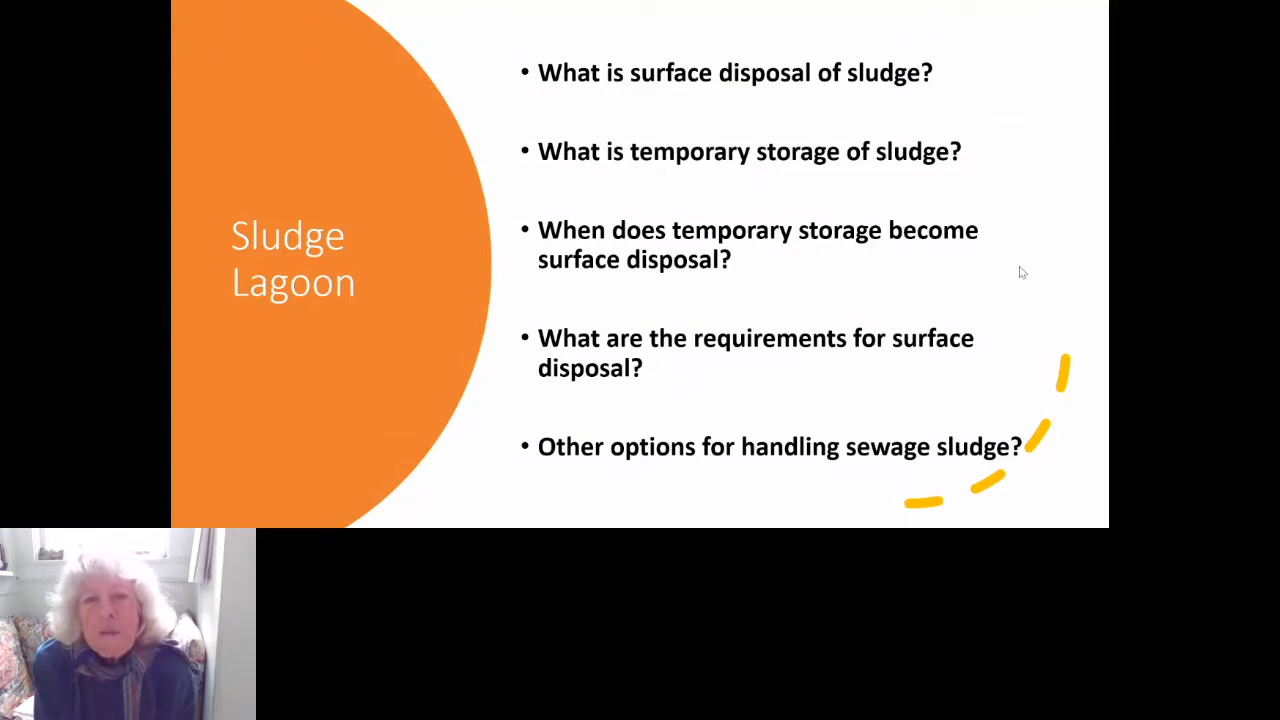 Sludge
Lagoon
• What is surface disposal of sludge?
• What is temporary storage of sludge?
• When does temporary storage become
surface disposal?
• What are the requirements for surface
disposal?
• Other options for handling sewage sludge?